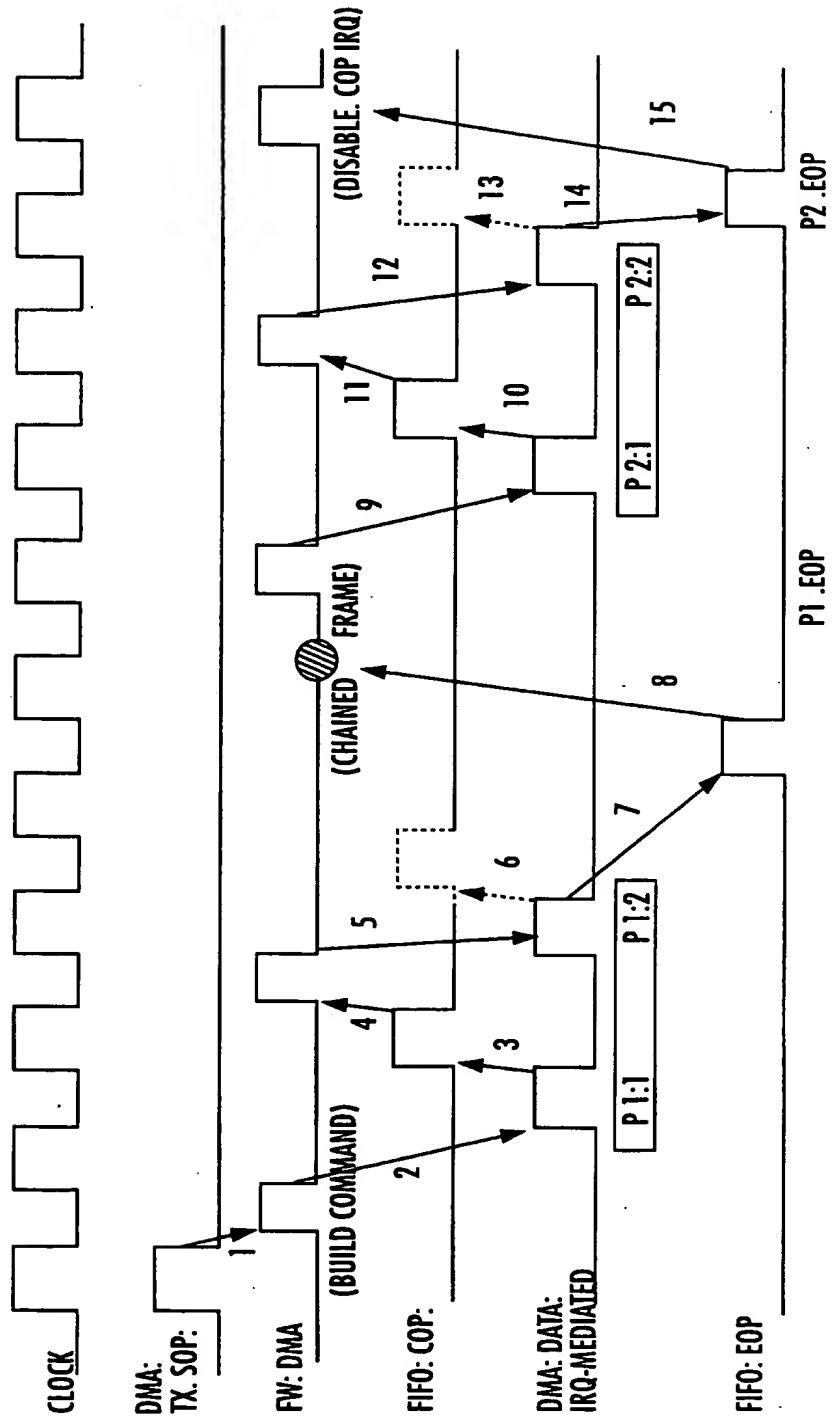 CLOCK
DMA:
TX. SOP:
1
FW: DMA
(BUILD COMMAND)
(CHAINED FRAME)
(DISABLE. COP IRQ)
2
4
5
8
9
11
12
15
FIFO: COP:
3
6
10
13
DMA: DATA:
IRQ-MEDIATED
7
14
P 1:1 P 1:2
P 2:1 P 2:2
FIFO: EOP
P1 .EOP
P2 .EOP